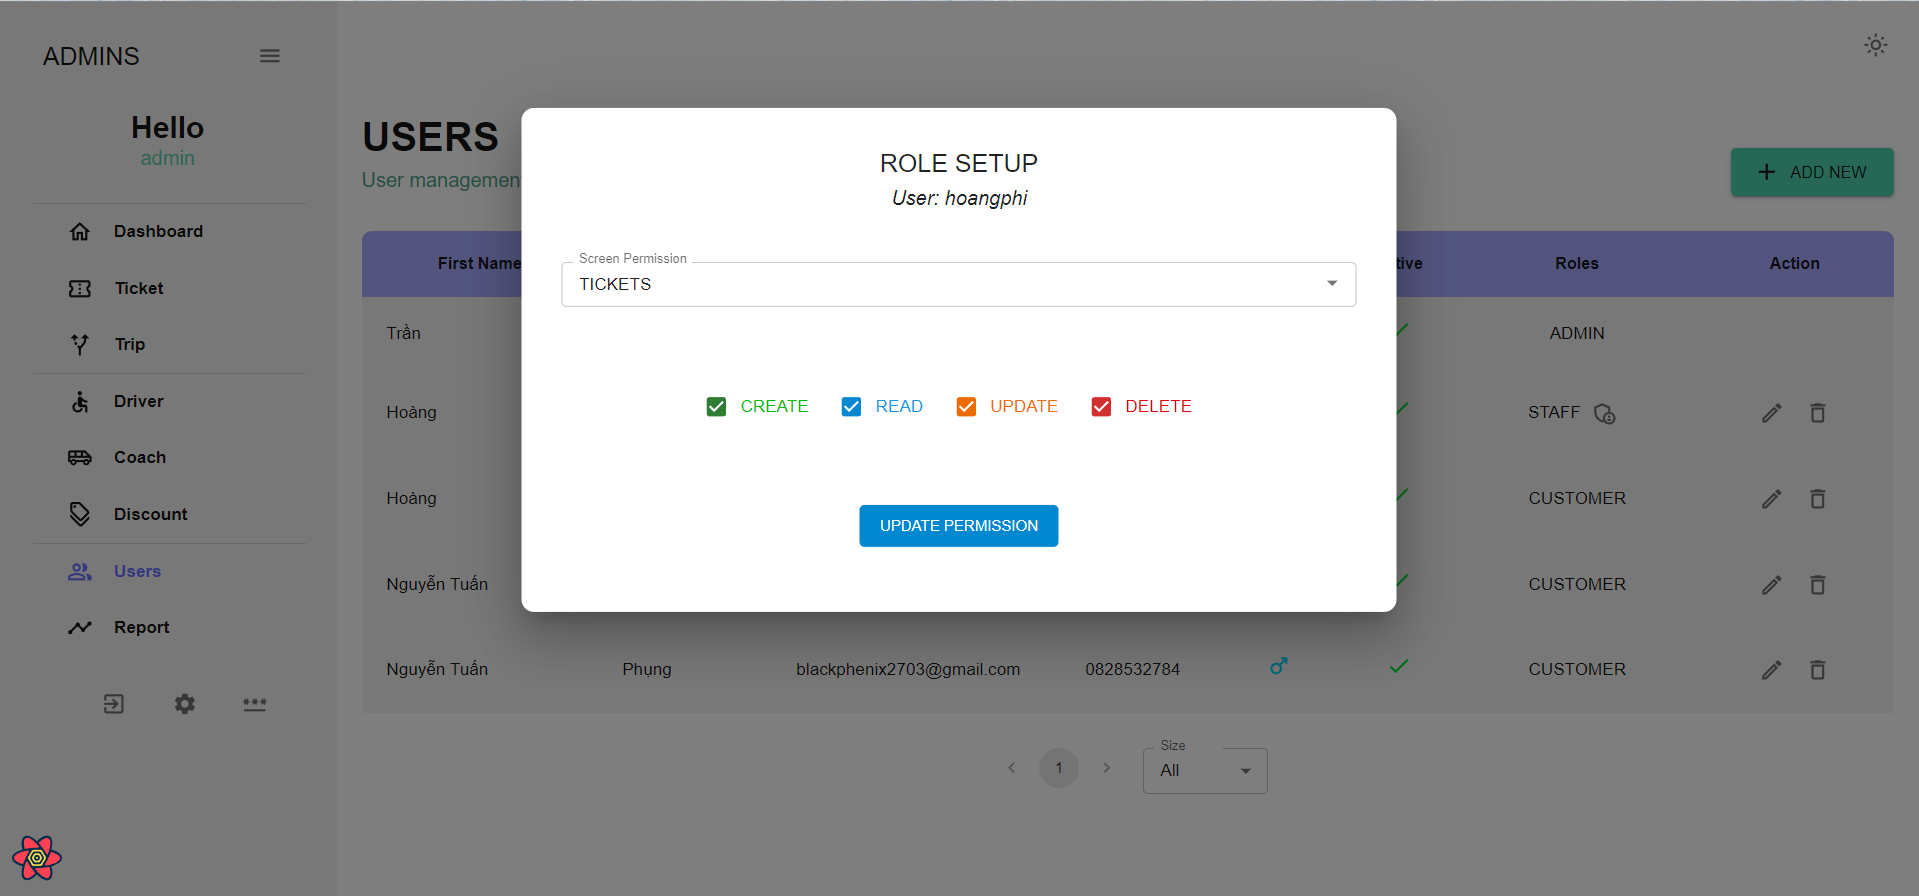 ADMINS
Hello
admin
Dashboard
Ticket
Trip
Driver
Coach
Discount
Users
Report
***
USERS
User managemen
ADD NEW
First Name
tive
Roles
Action
Trần
ADMIN
Hoàng
STAFF
Hoàng
CUSTOMER
Nguyễn Tuấn
CUSTOMER
Nguyễn Tuấn
Phụng
blackphenix2703@gmail.com
0828532784
CUSTOMER
1
Size
All
ROLE SETUP
User: hoangphi
Screen Permission
TICKETS
CREATE
READ
UPDATE
DELETE
UPDATE PERMISSION